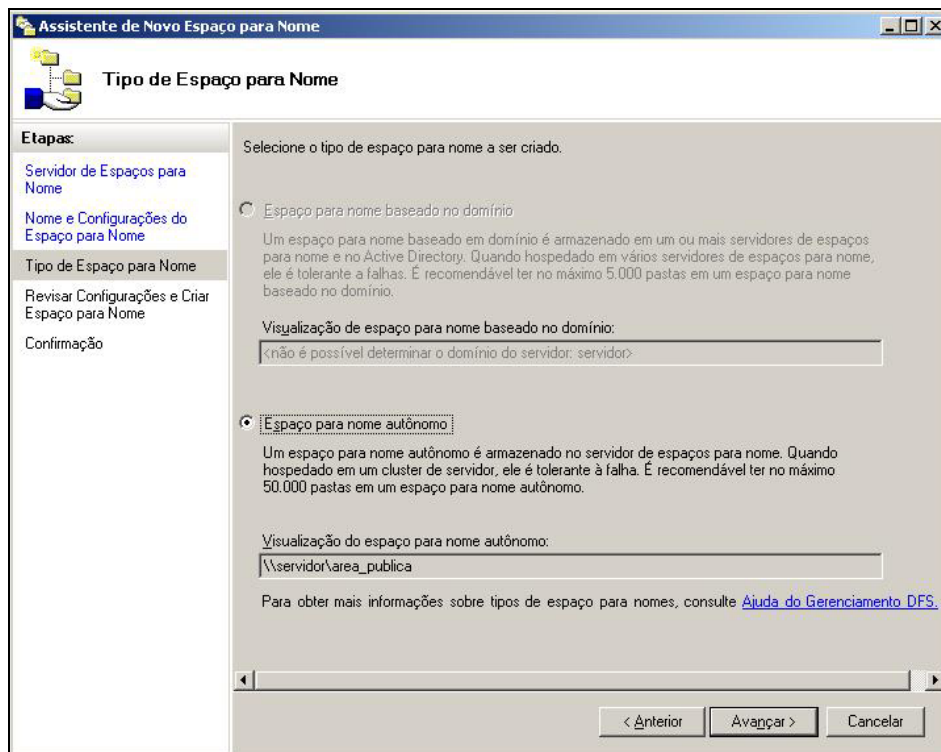 Assistente de Novo Espaço para Nome
Tipo de Espaço para Nome
Etapas:
Servidor de Espaços para
Nome
Nome e Configurações do
Espaço para Nome
Tipo de Espaço para Nome
Revisar Configurações e Criar
Espaço para Nome
Confirmação
Selecione o tipo de espaço para nome a ser criado.
Espaço para nome baseado no domínio
Um espaço para nome baseado em domínio é armazenado em um ou mais servidores de espaços
para nome e no Active Directory. Quando hospedado em vários servidores de espaços para nome,
ele é tolerante a falhas. É recomendável ter no máximo 5.000 pastas em um espaço para nome
baseado no domínio.
Visualização de espaço para nome baseado no domínio:
<não é possível determinar o domínio do servidor: servidor>
Espaço para nome autônomo
Um espaço para nome autônomo é armazenado no servidor de espaços para nome. Quando
hospedado em um cluster de servidor, ele é tolerante à falha. É recomendável ter no máximo
50.000 pastas em um espaço para nome autônomo.
Visualização do espaço para nome autônomo:
\\servidor\area_publica
Para obter mais informações sobre tipos de espaço para nomes, consulte Ajuda do Gerenciamento DFS.
< Anterior
Avançar >
Cancelar